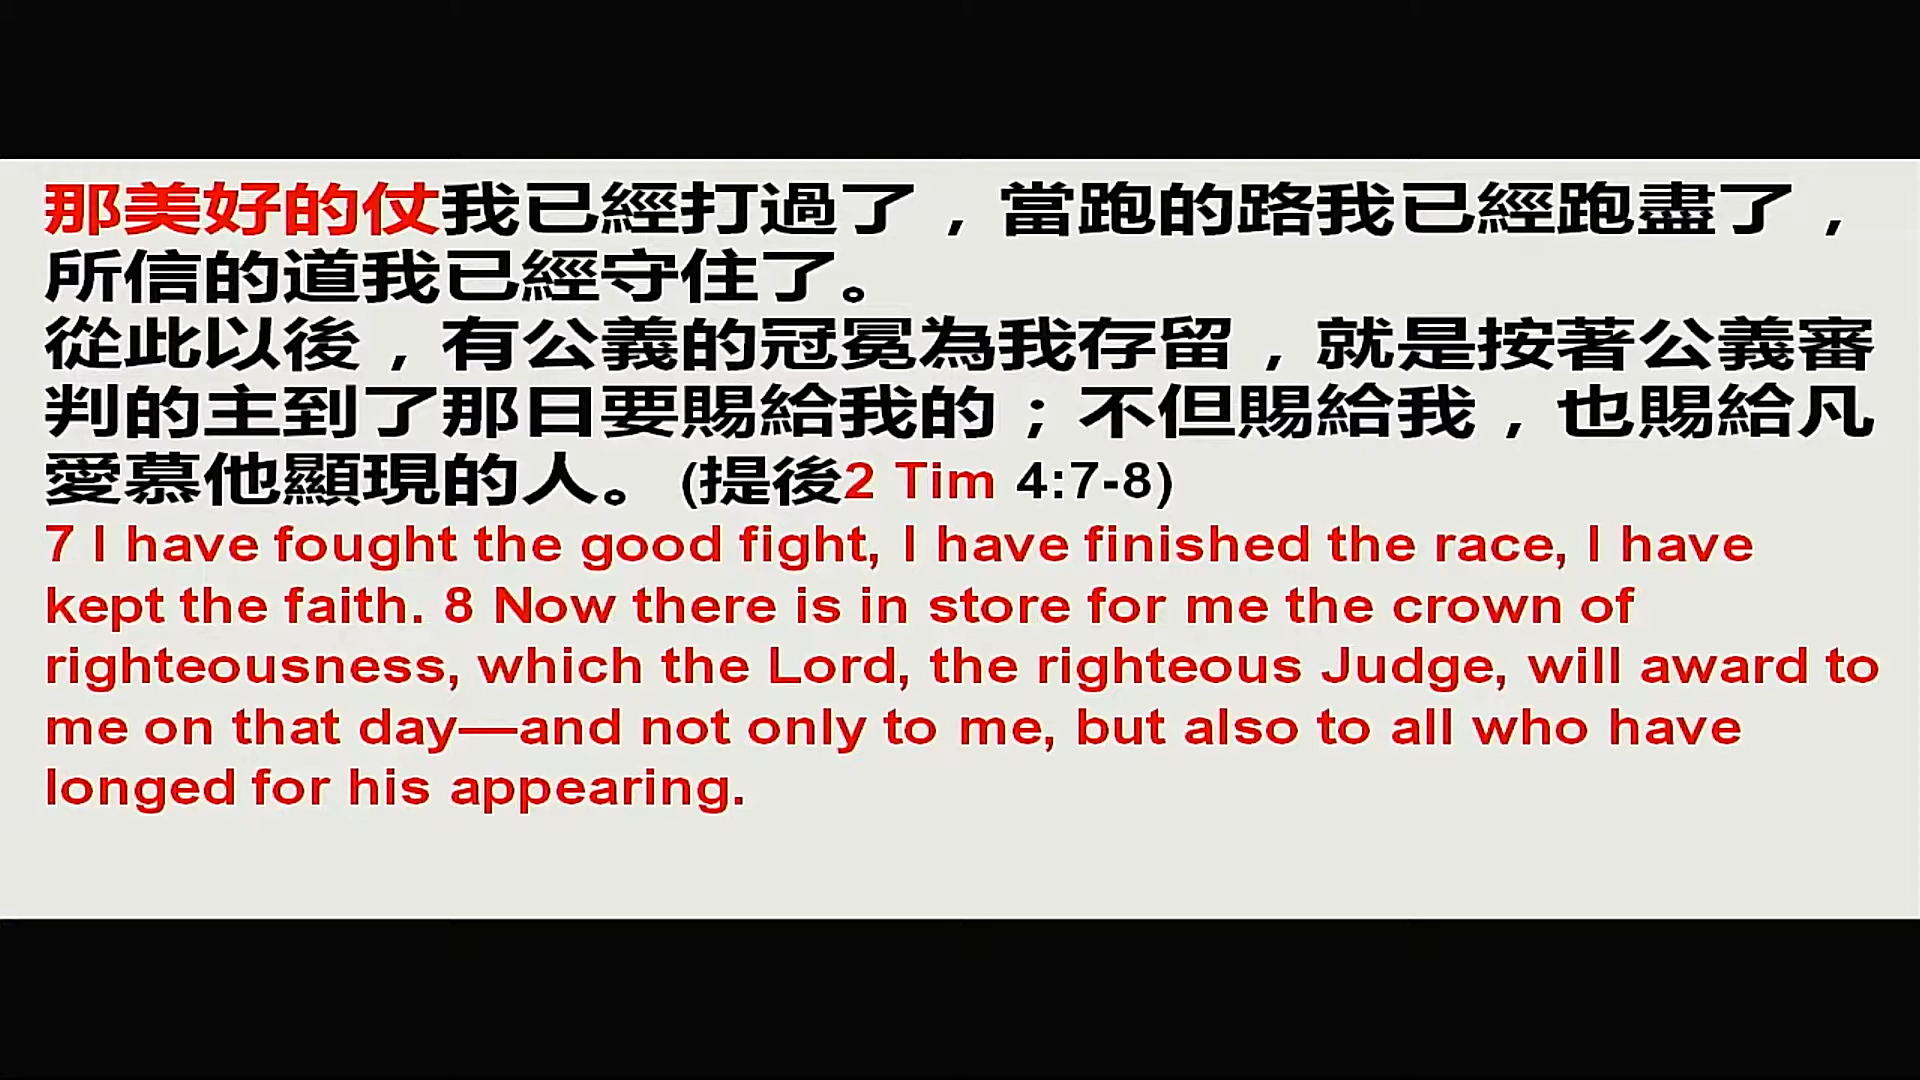 那美好的仗我已經打過了，當跑的路我已經跑盡了，
所信的道我已經守住了。
從此以後，有公義的冠冕為我存留，就是按著公義審
判的主到了那日要賜給我的；不但賜給我，也賜給凡
愛慕他顯現的人。 (提後2 Tim 4:7-8)
7 I have fought the good fight, I have finished the race, I have
kept the faith. 8 Now there is in store for me the crown of
righteousness, which the Lord, the righteous Judge, will award to
me on that day—and not only to me, but also to all who have
longed for his appearing.